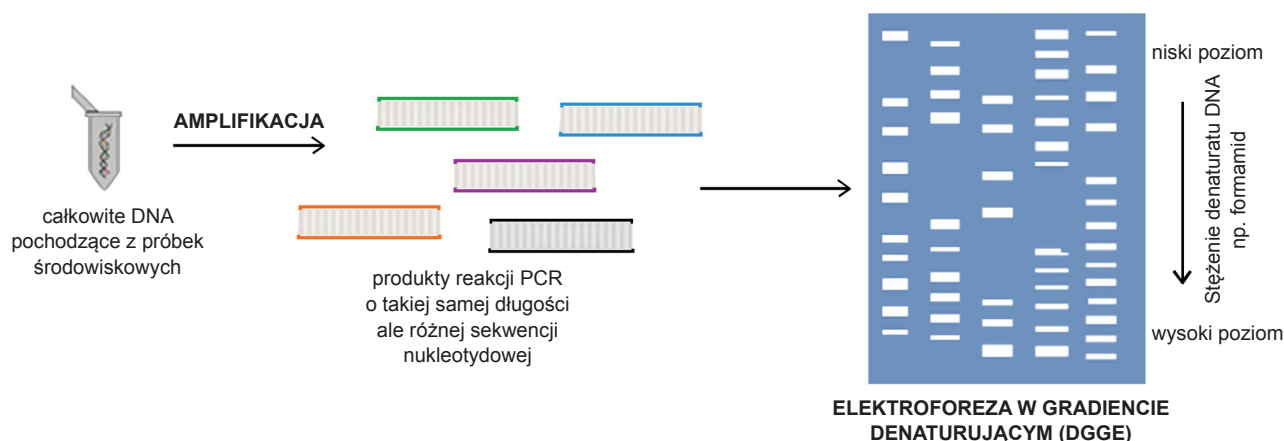 AMPLIFIKACJA
całkowite DNA
pochodzące z próbek
środowiskowych
produkty reakcji PCR
o takiej samej długości
ale różnej sekwencji
nukleotydowej
niski poziom
Stężenie denaturatu DNA
np. formamid
wysoki poziom
ELEKTROFOREZA W GRADIENCIE
DENATURUJĄCYM (DGGE)